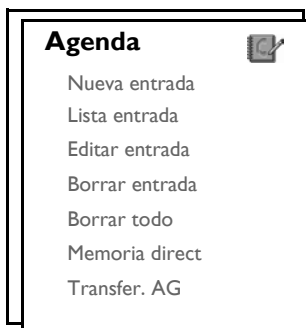 Agenda
Nueva entrada
Lista entrada
Editar entrada
Borrar entrada
Borrar todo
Memoria direct
Transfer. AG